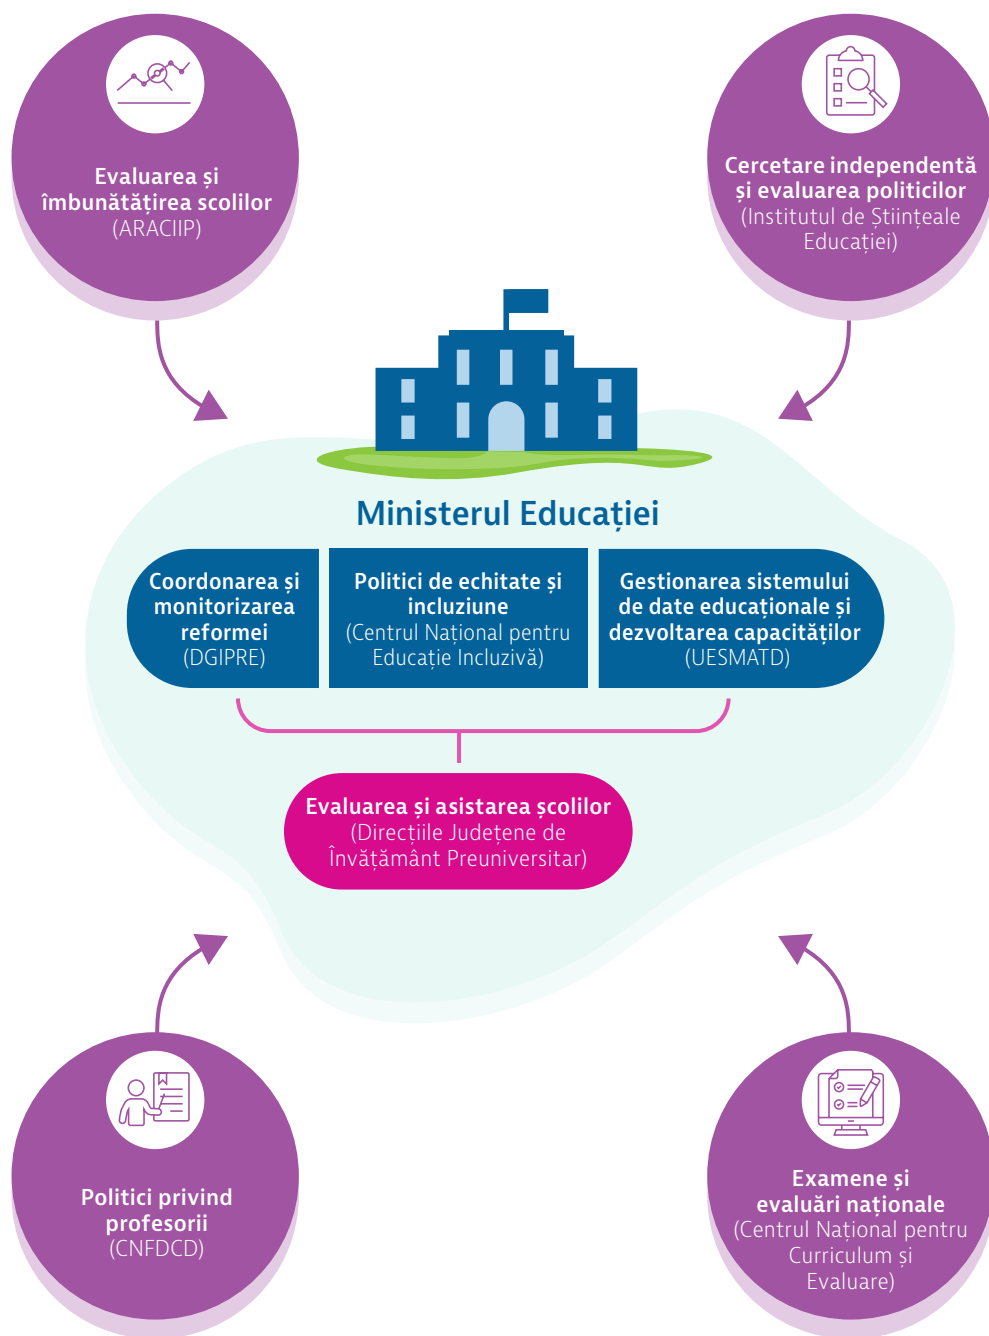 Evaluarea și
îmbunătățirea scolilor
(ARACIIP)
Cercetare independentă
și evaluarea politicilor
(Institutul de Științeale
Educației)
Ministerul Educației
Coordonarea și
monitorizarea
reformei
(DGIPRE)
Politici de echitate și
incluziune
(Centrul Național pentru
Educație Incluzivă)
Gestionarea sistemului
de date educaționale și
dezvoltarea capacităților
(UESMATD)
Evaluarea și asistarea școlilor
(Direcțiile Județene de
Învățământ Preuniversitar)
Politici privind
profesorii
(CNFDCD)
Examene și
evaluări naționale
(Centrul Național pentru
Curriculum și
Evaluare)